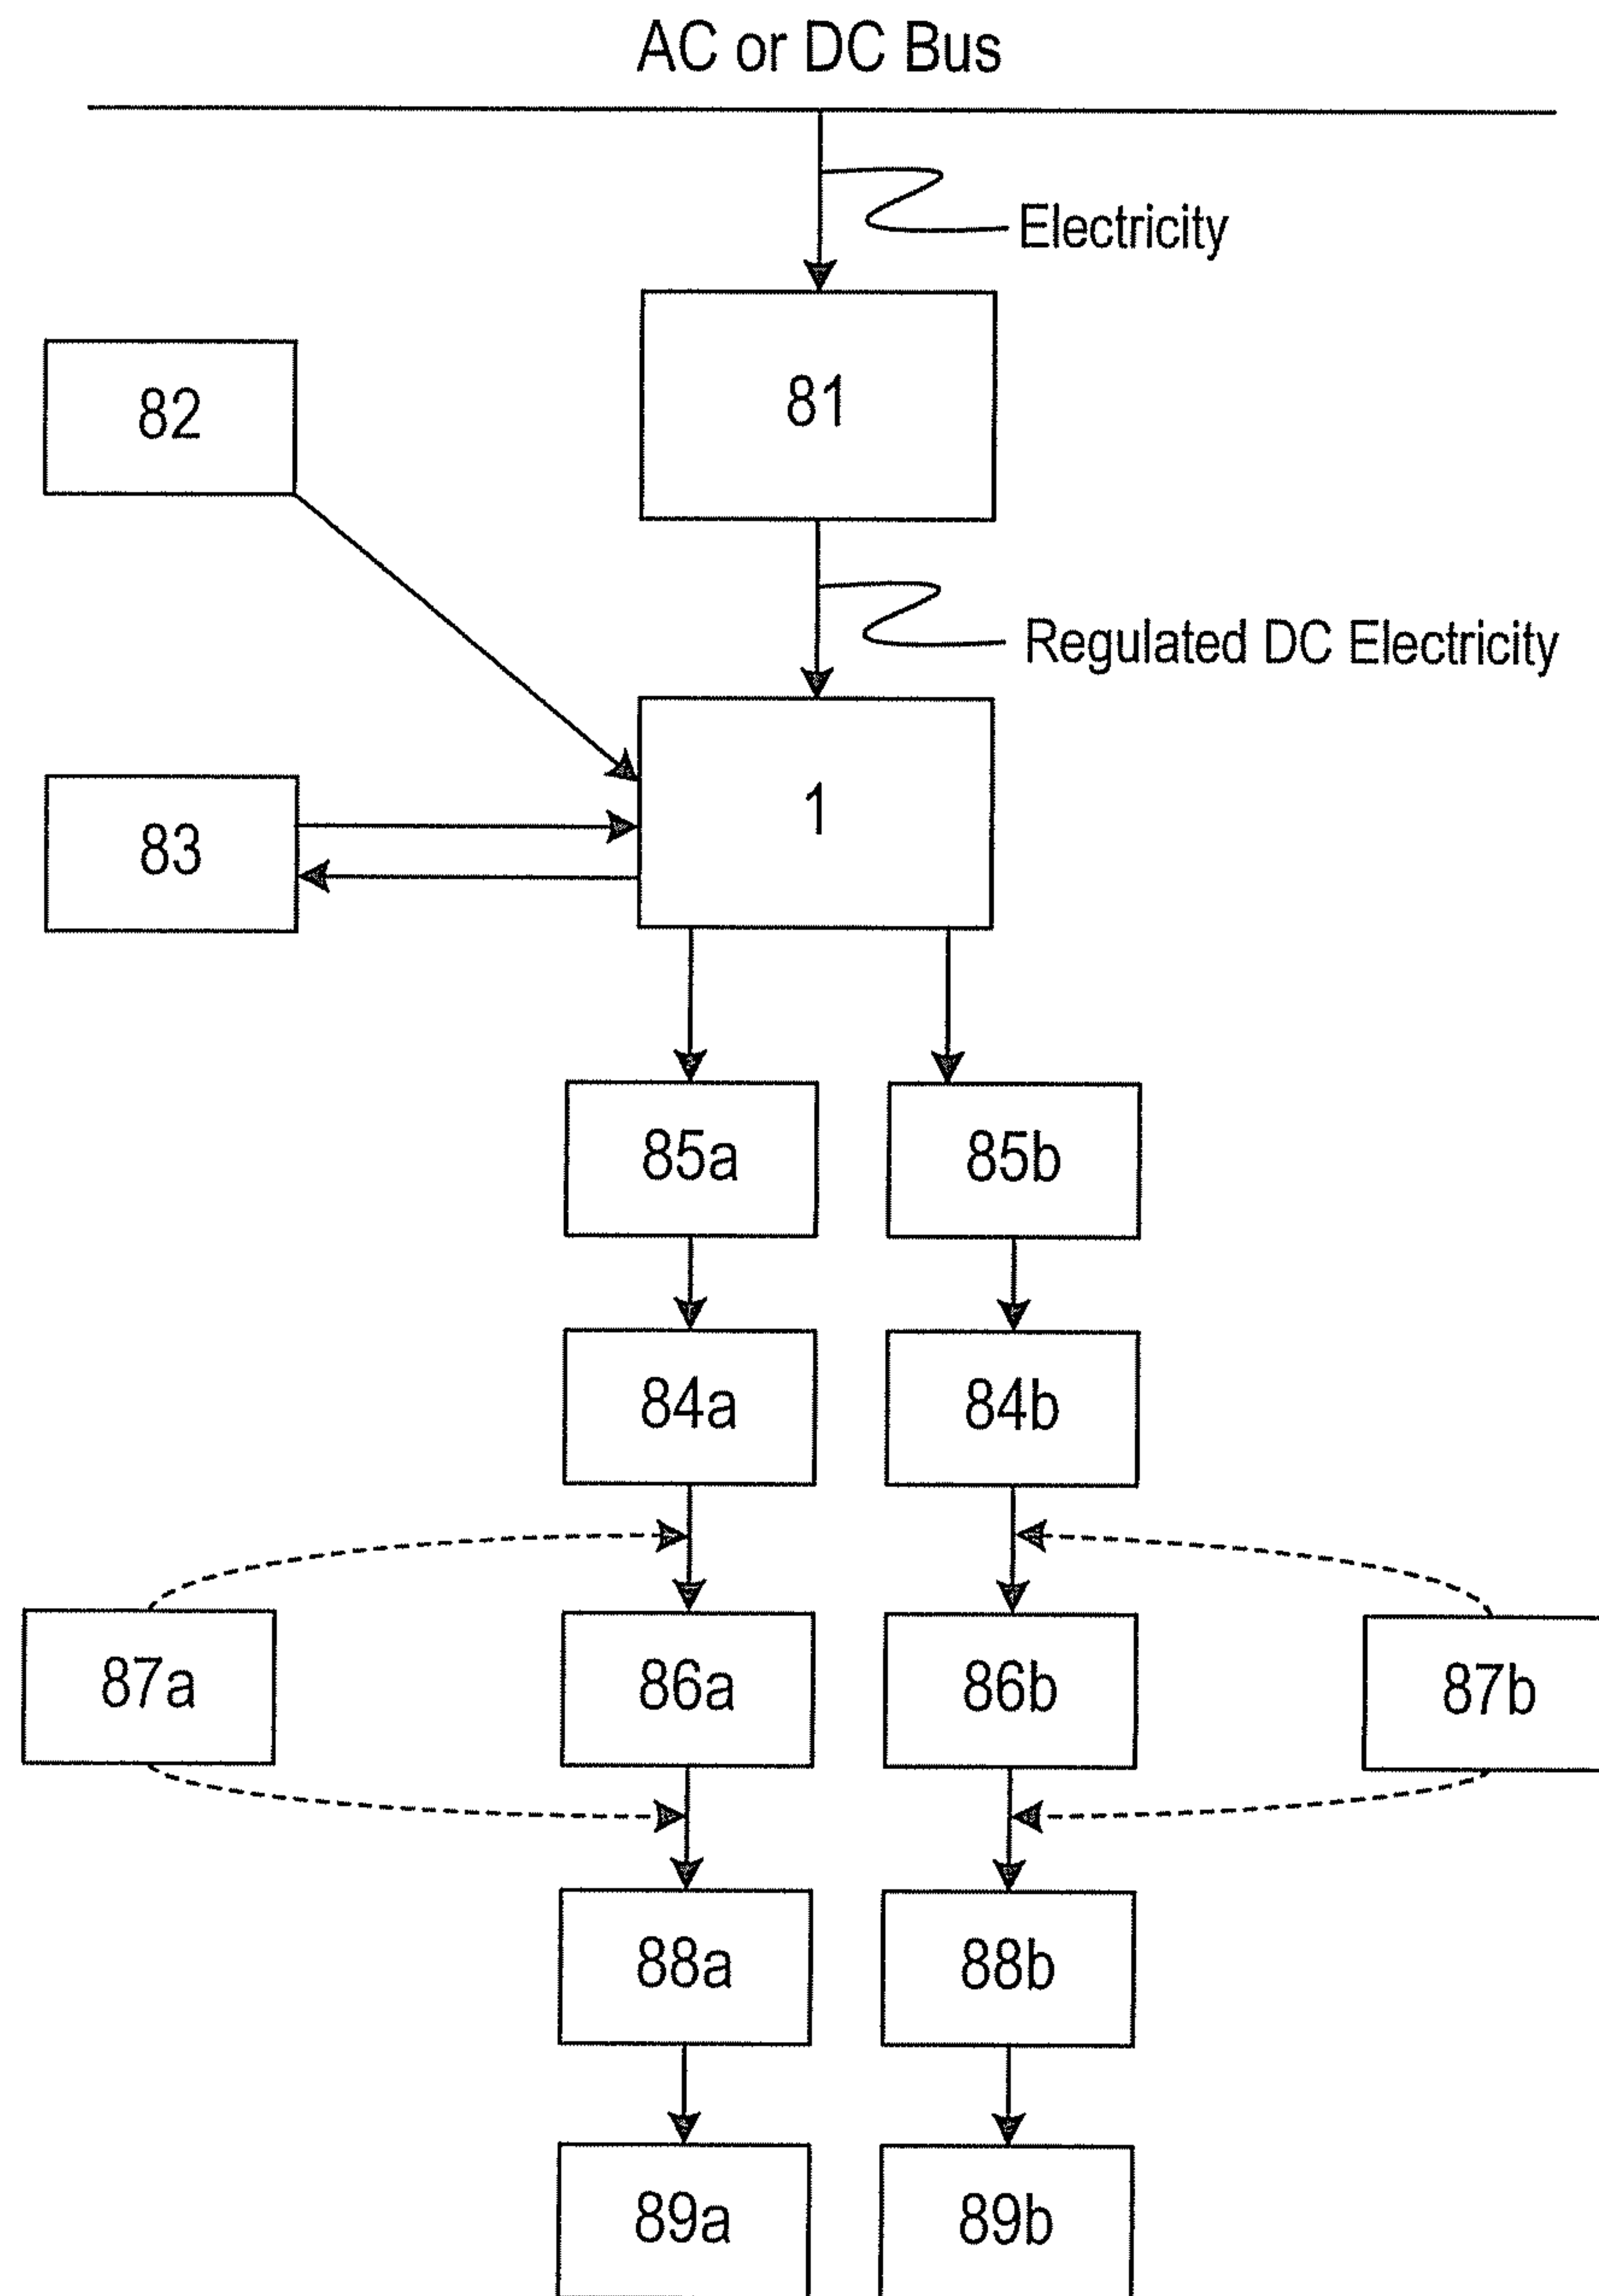 AC or DC Bus
Electricity
81
82
Regulated DC Electricity
1
83
85a
85b
84a
84b
87a
86a
86b
87b
88a
88b
89a
89b